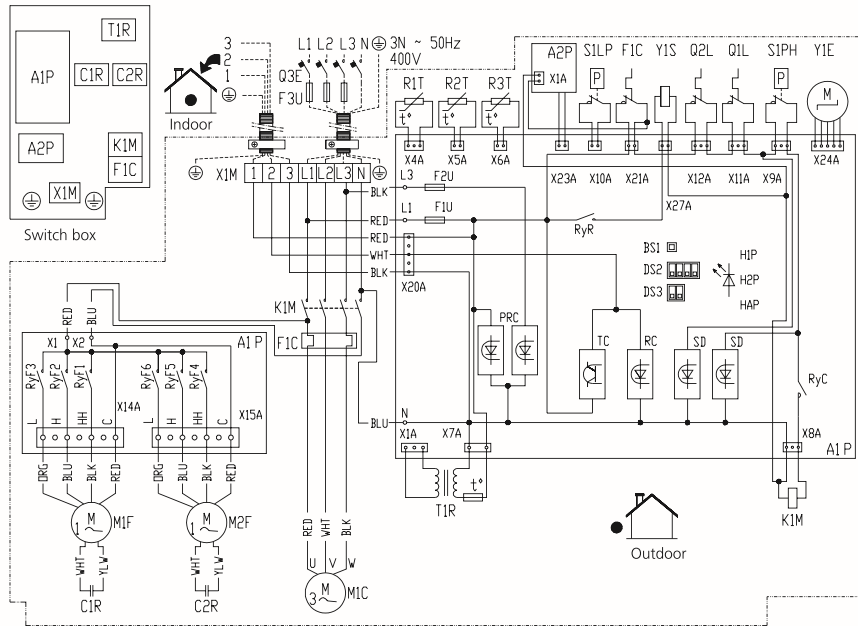 T1R
A1P
C1R
C2R
A2P
K1M
F1C
X1M
Switch box
Indoor
3
2
1
L1 L2 L3 N
3N ~ 50Hz
400V
Q3E
F3U
X1M
1 2 3 L1 L2 L3 N
R1T
R2T
R3T
t°
t°
t°
X4A
X5A
X6A
A2P
X1A
S1LP
F1C
Y1S
Q2L
Q1L
S1PH
Y1E
P
P
M
X23A
X10A
X21A
X12A
X11A
X9A
X24A
X27A
BLK
L3
F2U
RED
L1
F1U
RED
WHT
BLK
X20A
RyR
BS1
DS2
DS3
H1P
H2P
HAP
PRC
TC
RC
SD
SD
RyC
K1M
F1C
RED
BLU
X1
X2
A1P
RyF3
RyF2
RyF1
RyF6
RyF5
RyF4
L
H
HH
C
X14A
L
H
HH
C
X15A
ORG
BLU
BLK
RED
ORG
BLU
BLK
RED
M
1
M1F
M
1
M2F
WHT
YLW
WHT
YLW
C1R
C2R
RED
WHT
BLK
U
V
W
M
3
M1C
BLU
N
X1A
X7A
T1R
t°
X8A
A1P
K1M
Outdoor